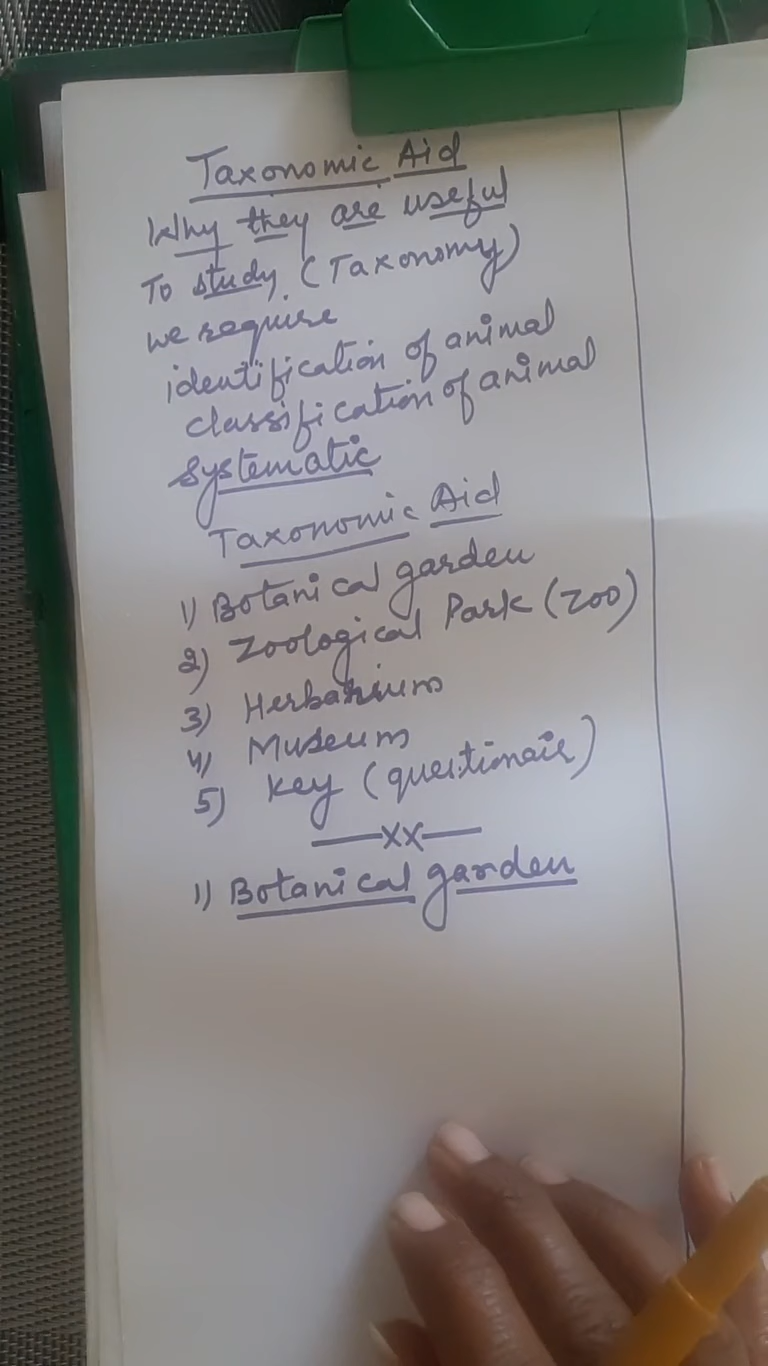 Taxonomic Aid
Why they are useful
To study (Taxonomy)
we require
identification of animal
classification of animal
systematic
Taxonomic Aid
1) Botanical garden
2) Zoological Park (Zoo)
3) Herbarium
4) Museum
5) Key (questionair)
—xx—
1) Botanical garden